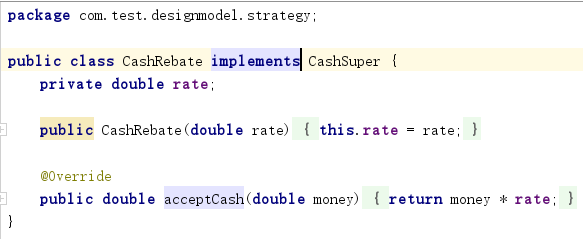 package com.test.designmodel.strategy;
public class CashRebate implements CashSuper {
private double rate;
public CashRebate(double rate) { this.rate = rate; }
@Override
public double acceptCash(double money) { return money * rate; }
}